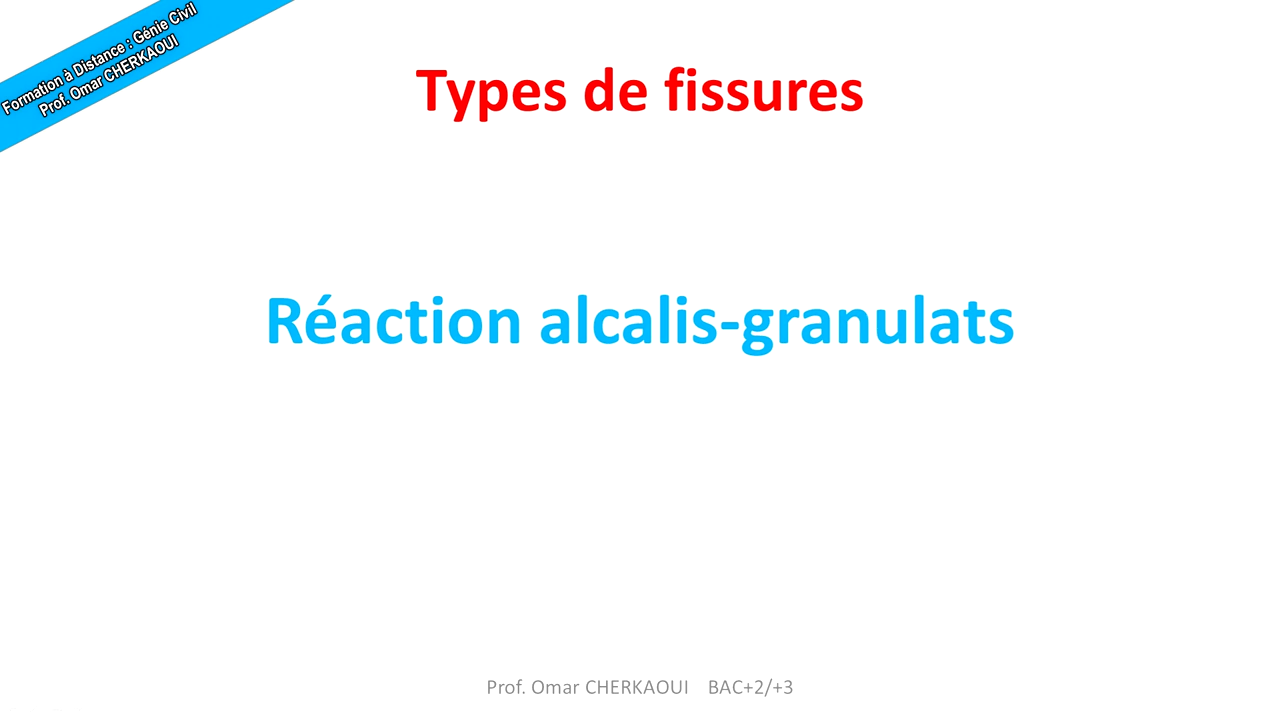 Formation à Distance : Génie Civil
Prof. Omar CHERKAOUI
Types de fissures
Réaction alcalis-granulats
Prof. Omar CHERKAOUI BAC+2/+3